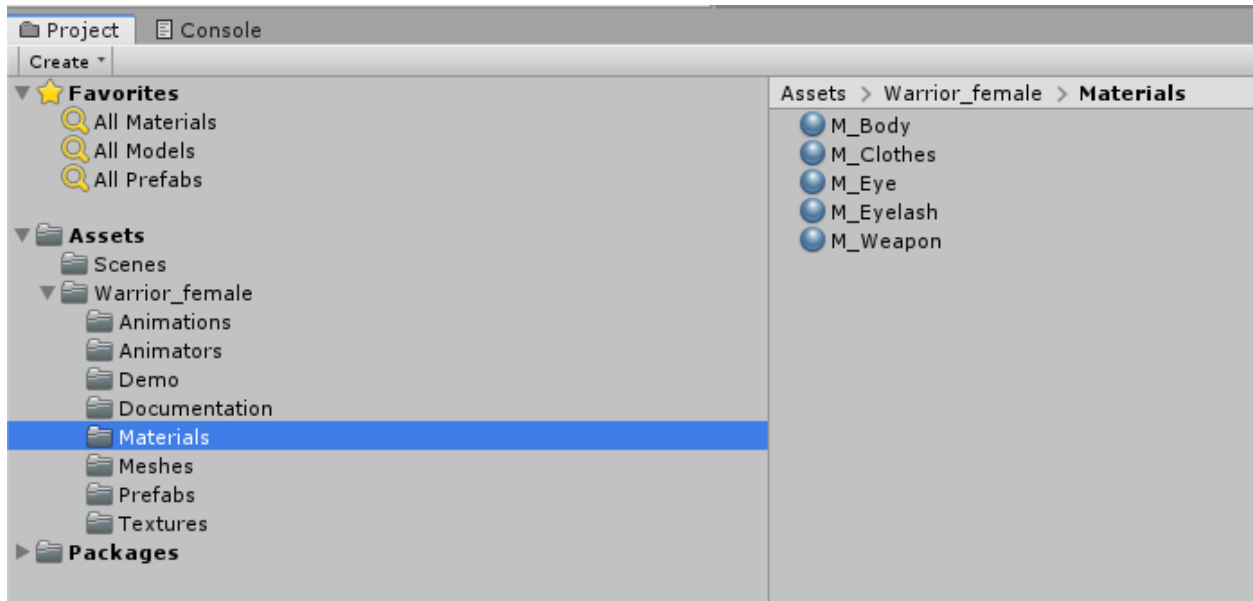 Project Console
Create
Favorites
All Materials
All Models
All Prefabs
Assets
Scenes
Warrior_female
Animations
Animators
Demo
Documentation
Materials
Meshes
Prefabs
Textures
Packages
Assets > Warrior_female > Materials
M_Body
M_Clothes
M_Eye
M_Eyelash
M_Weapon